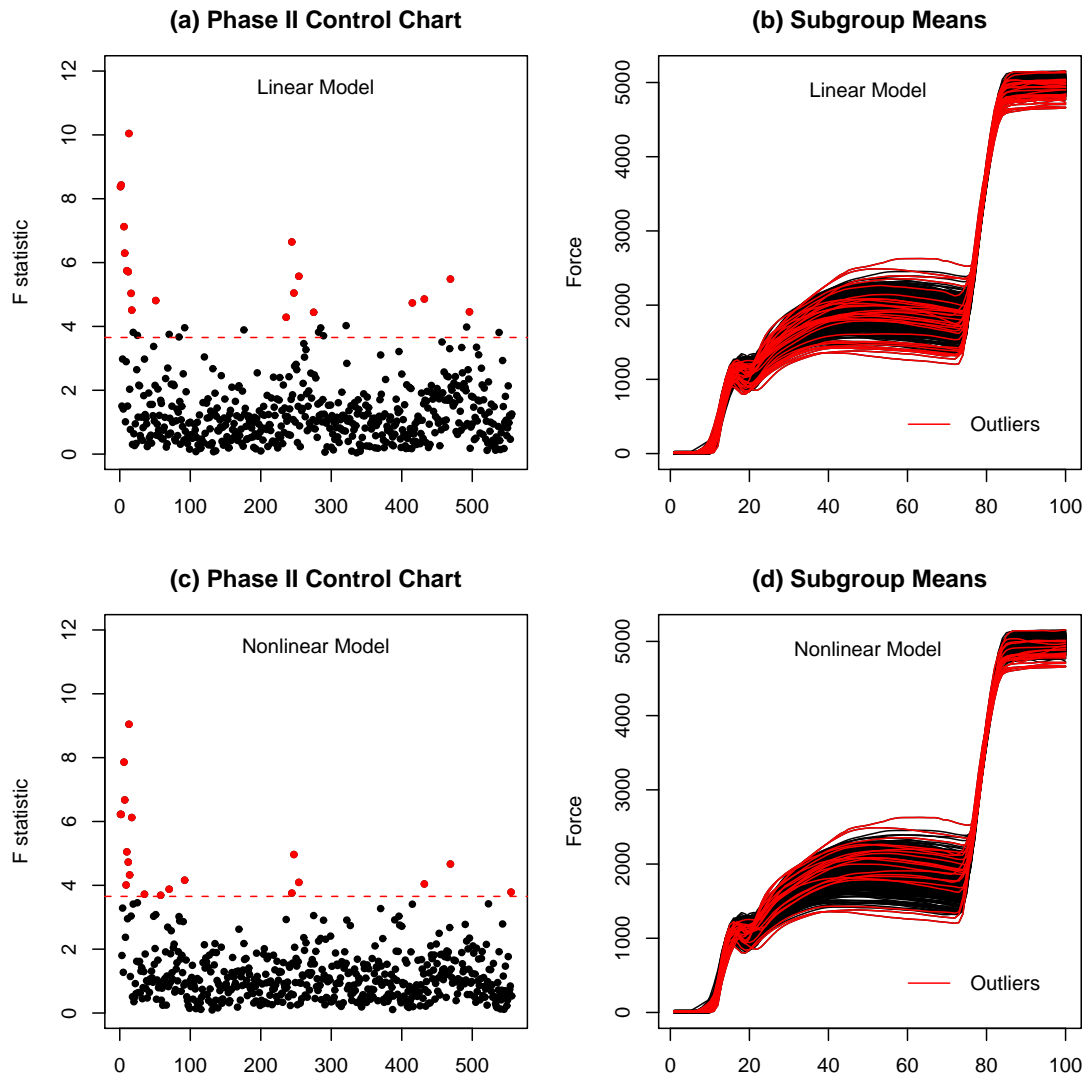 (a) Phase II Control Chart
Linear Model
F statistic
0 2 4 6 8 10 12
0 100 200 300 400 500
(b) Subgroup Means
Linear Model
Force
0 1000 2000 3000 4000 5000
Outliers
0 20 40 60 80 100
(c) Phase II Control Chart
Nonlinear Model
F statistic
0 2 4 6 8 10 12
0 100 200 300 400 500
(d) Subgroup Means
Nonlinear Model
Force
0 1000 2000 3000 4000 5000
Outliers
0 20 40 60 80 100